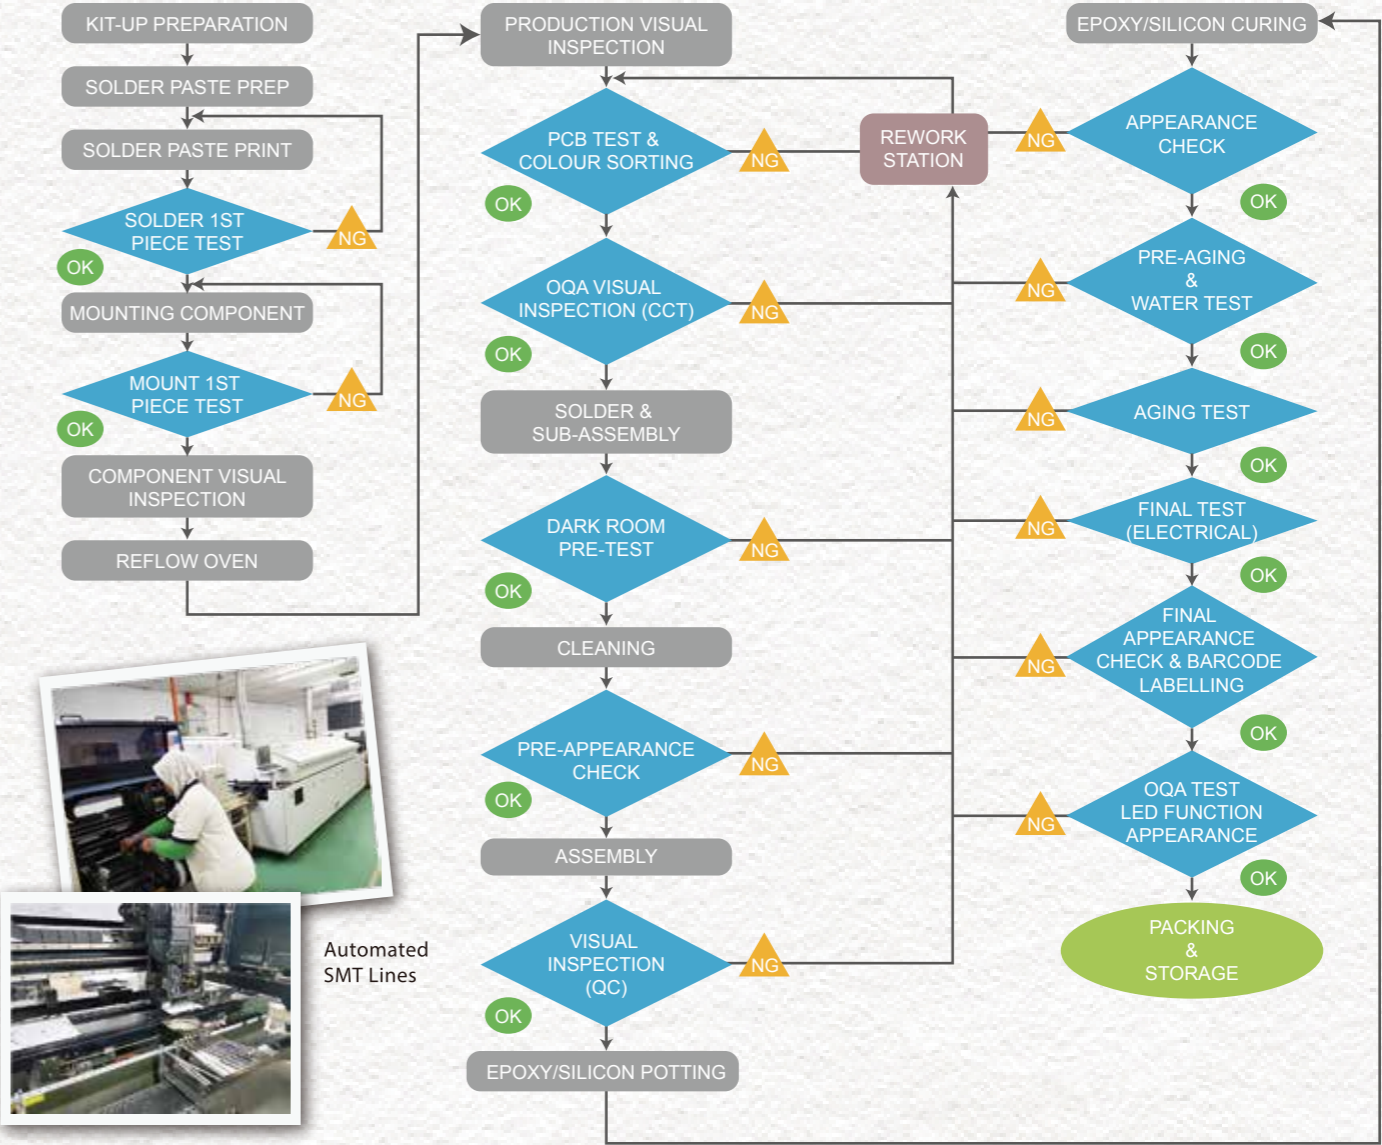 KIT-UP PREPARATION
SOLDER PASTE PREP
SOLDER PASTE PRINT
SOLDER 1ST
PIECE TEST
NG
OK
MOUNTING COMPONENT
MOUNT 1ST
PIECE TEST
NG
OK
COMPONENT VISUAL
INSPECTION
REFLOW OVEN
Automated
SMT Lines
PRODUCTION VISUAL
INSPECTION
PCB TEST &
COLOUR SORTING
NG
OK
OQA VISUAL
INSPECTION (CCT)
NG
OK
SOLDER &
SUB-ASSEMBLY
DARK ROOM
PRE-TEST
NG
OK
CLEANING
PRE-APPEARANCE
CHECK
NG
OK
ASSEMBLY
VISUAL
INSPECTION
(QC)
NG
OK
EPOXY/SILICON POTTING
REWORK
STATION
EPOXY/SILICON CURING
APPEARANCE
CHECK
NG
OK
PRE-AGING
&
WATER TEST
NG
OK
AGING TEST
NG
OK
FINAL TEST
(ELECTRICAL)
NG
OK
FINAL
APPEARANCE
CHECK & BARCODE
LABELLING
NG
OK
OQA TEST
LED FUNCTION
APPEARANCE
NG
OK
PACKING
&
STORAGE